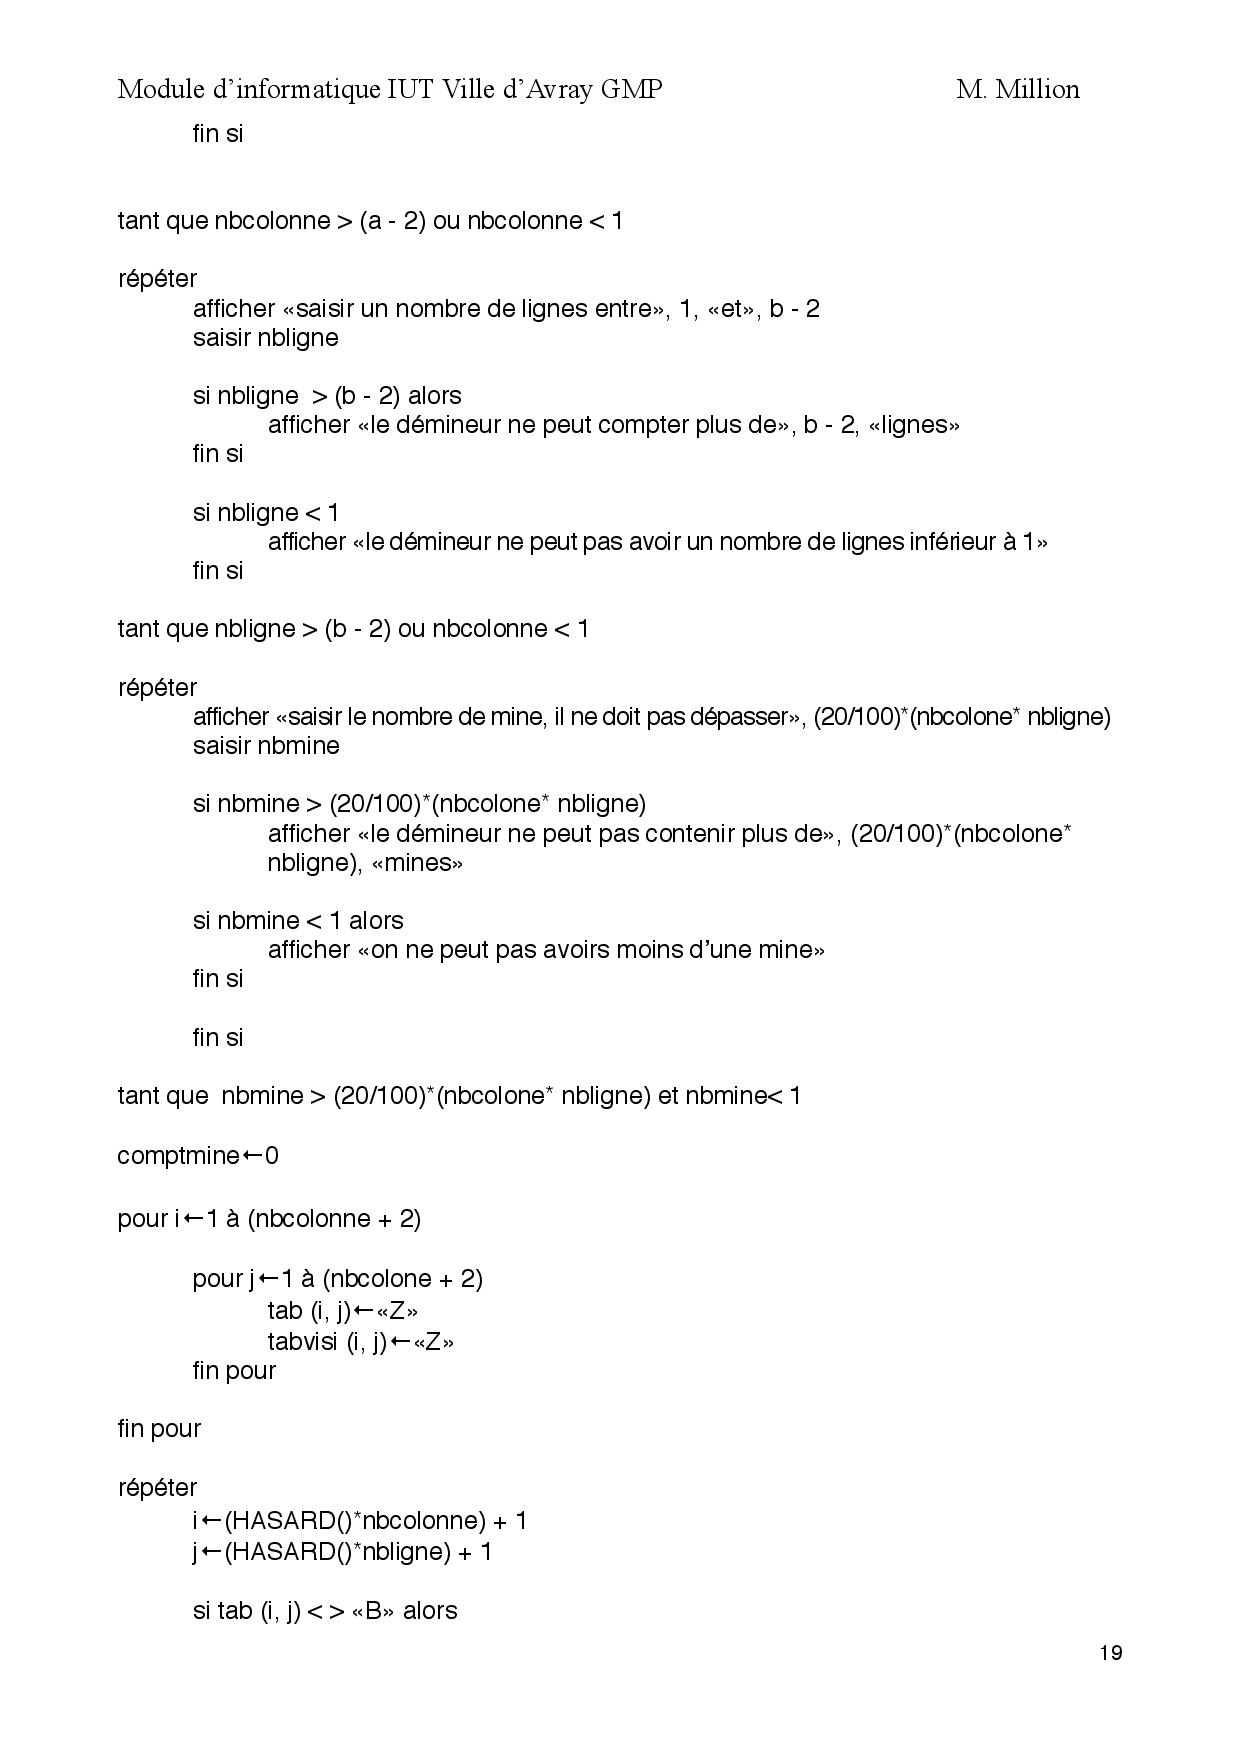 Module d’informatique IUT Ville d’Avray GMP M. Million
fin si
tant que nbcolonne > (a - 2) ou nbcolonne < 1
répéter
afficher «saisir un nombre de lignes entre», 1, «et», b - 2
saisir nbligne
si nbligne  > (b - 2) alors
afficher «le démineur ne peut compter plus de», b - 2, «lignes»
fin si
si nbligne < 1
afficher «le démineur ne peut pas avoir un nombre de lignes inférieur à 1»
fin si
tant que nbligne > (b - 2) ou nbcolonne < 1
répéter
afficher «saisir le nombre de mine, il ne doit pas dépasser», (20/100)*(nbcolone* nbligne)
saisir nbmine
si nbmine > (20/100)*(nbcolone* nbligne)
afficher «le démineur ne peut pas contenir plus de», (20/100)*(nbcolone*
nbligne), «mines»
si nbmine < 1 alors
afficher «on ne peut pas avoirs moins d’une mine»
fin si
fin si
tant que  nbmine > (20/100)*(nbcolone* nbligne) et nbmine< 1
comptmine←0
pour i←1 à (nbcolonne + 2)
pour j←1 à (nbcolone + 2)
tab (i, j)←«Z»
tabvisi (i, j)←«Z»
fin pour
fin pour
répéter
i←(HASARD()*nbcolonne) + 1
j←(HASARD()*nbligne) + 1
si tab (i, j) < > «B» alors
19